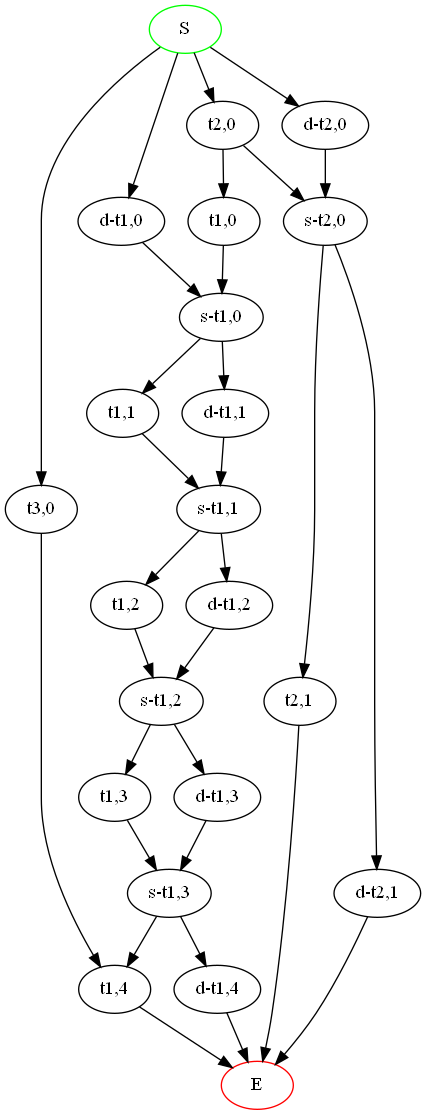 S
t2,0
d-t2,0
d-t1,0
t1,0
s-t2,0
s-t1,0
t1,1
d-t1,1
t3,0
s-t1,1
t1,2
d-t1,2
s-t1,2
t2,1
t1,3
d-t1,3
s-t1,3
d-t2,1
t1,4
d-t1,4
E